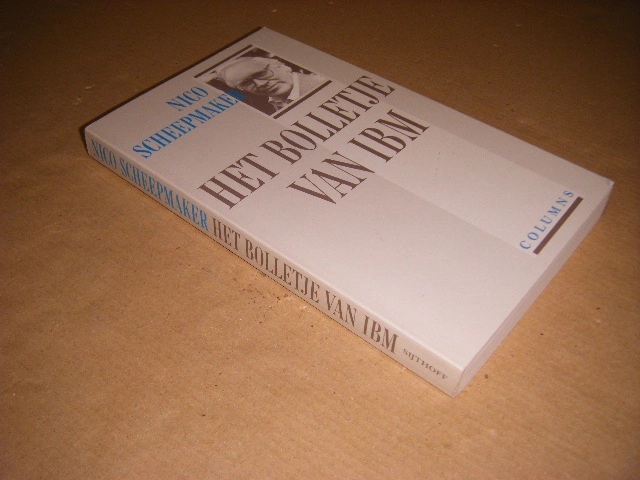 NICO
SCHEEPMAKER
HET BOLLETJE
VAN IBM
COLUMNS
NICO SCHEEPMAKER HET BOLLETJE VAN IBM SIJTHOFF